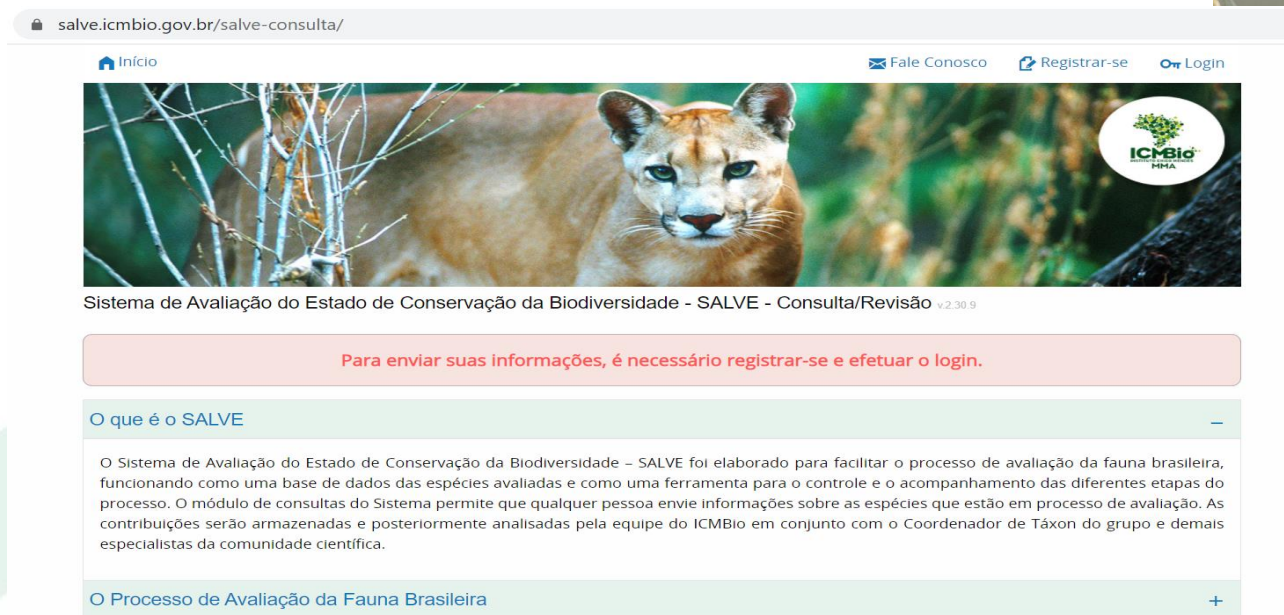 salve.icmbio.gov.br/salve-consulta/
Início
Fale Conosco
Registrar-se
Login
ICMBio
INSTITUTO CHICO MENDES
MMA
Sistema de Avaliação do Estado de Conservação da Biodiversidade - SALVE - Consulta/Revisão v.2.30.9
Para enviar suas informações, é necessário registrar-se e efetuar o login.
O que é o SALVE
O Sistema de Avaliação do Estado de Conservação da Biodiversidade – SALVE foi elaborado para facilitar o processo de avaliação da fauna brasileira,
funcionando como uma base de dados das espécies avaliadas e como uma ferramenta para o controle e o acompanhamento das diferentes etapas do
processo. O módulo de consultas do Sistema permite que qualquer pessoa envie informações sobre as espécies que estão em processo de avaliação. As
contribuições serão armazenadas e posteriormente analisadas pela equipe do ICMBio em conjunto com o Coordenador de Táxon do grupo e demais
especialistas da comunidade científica.
O Processo de Avaliação da Fauna Brasileira